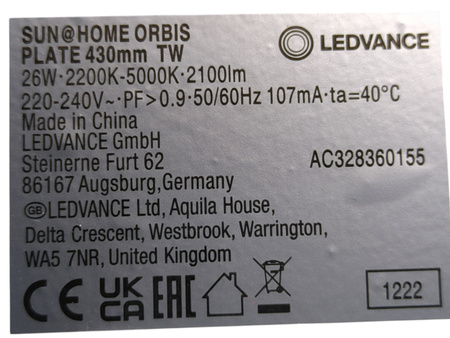 SUN@HOME ORBIS
PLATE 430mm TW
LEDVANCE
26W·2200K-5000K·2100lm
220-240V~·PF>0.9·50/60Hz 107mA·ta=40°C
Made in China
LEDVANCE GmbH
Steinerne Furt 62
AC328360155
86167 Augsburg,Germany
GB LEDVANCE Ltd, Aquila House,
Delta Crescent, Westbrook, Warrington,
WA5 7NR, United Kingdom
CE UK CA EAC
1222